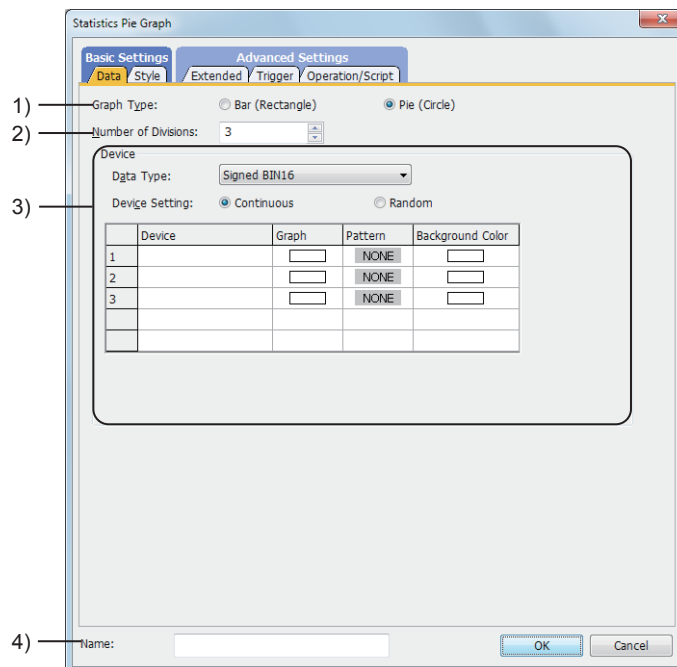 Statistics Pie Graph
x
Basic Settings
Advanced Settings
Data
Style
Extended
Trigger
Operation/Script
1)
Graph Type:
Bar (Rectangle)
Pie (Circle)
2)
Number of Divisions:
3
3)
Device
Data Type:
Signed BIN16
Device Setting:
Continuous
Random
Device Graph Pattern Background Color
1 NONE
2 NONE
3 NONE
4)
Name:
OK
Cancel